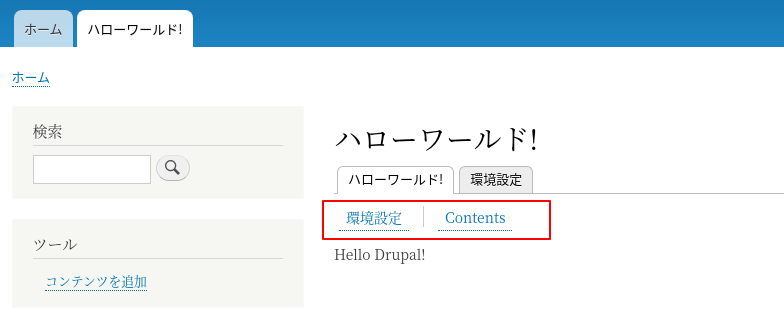 ホーム ハローワールド!
ホーム
検索
ツール
コンテンツを追加
ハローワールド!
ハローワールド! 環境設定
環境設定 Contents
Hello Drupal!